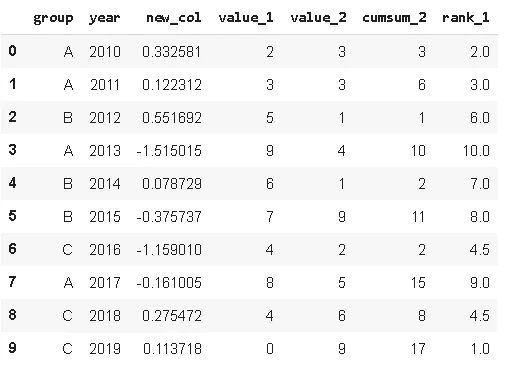 group year new_col value_1 value_2 cumsum_2 rank_1
0 A 2010 0.332581 2 3 3 2.0
1 A 2011 0.122312 3 3 6 3.0
2 B 2012 0.551692 5 1 1 6.0
3 A 2013 -1.515015 9 4 10 10.0
4 B 2014 0.078729 6 1 2 7.0
5 B 2015 -0.375737 7 9 11 8.0
6 C 2016 -1.159010 4 2 2 4.5
7 A 2017 -0.161005 8 5 15 9.0
8 C 2018 0.275472 4 6 8 4.5
9 C 2019 0.113718 0 9 17 1.0